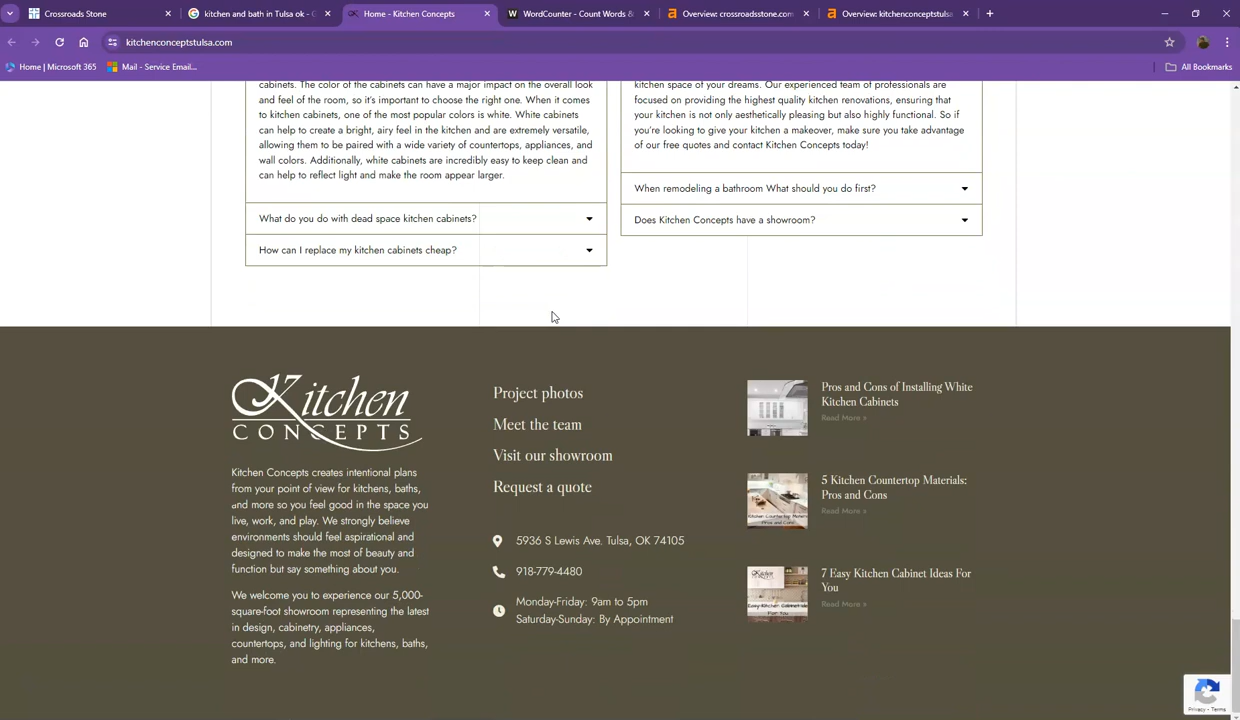 Crossroads Stone
kitchen and bath in Tulsa ok - G
Home - Kitchen Concepts
WordCounter - Count Words &
Overview: crossroadsstone.com
Overview: kitchenconceptstulsa
kitchenconceptstulsa.com
Home | Microsoft 365
Mail - Service Email...
All Bookmarks
cabinets. The color of the cabinets can have a major impact on the overall look
and feel of the room, so it's important to choose the right one. When it comes
to kitchen cabinets, one of the most popular colors is white. White cabinets
can help to create a bright, airy feel in the kitchen and are extremely versatile,
allowing them to be paired with a wide variety of countertops, appliances, and
wall colors. Additionally, white cabinets are incredibly easy to keep clean and
can help to reflect light and make the room appear larger.
What do you do with dead space kitchen cabinets?
How can I replace my kitchen cabinets cheap?
kitchen space of your dreams. Our experienced team of professionals are
focused on providing the highest quality kitchen renovations, ensuring that
your kitchen is not only aesthetically pleasing but also highly functional. So if
you're looking to give your kitchen a makeover, make sure you take advantage
of our free quotes and contact Kitchen Concepts today!
When remodeling a bathroom What should you do first?
Does Kitchen Concepts have a showroom?
Kitchen
CONCEPTS
Kitchen Concepts creates intentional plans
from your point of view for kitchens, baths,
and more so you feel good in the space you
live, work, and play. We strongly believe
environments should feel aspirational and
designed to make the most of beauty and
function but say something about you.
We welcome you to experience our 5,000-
square-foot showroom representing the latest
in design, cabinetry, appliances,
countertops, and lighting for kitchens, baths,
and more.
Project photos
Meet the team
Visit our showroom
Request a quote
5936 S Lewis Ave. Tulsa, OK 74105
918-779-4480
Monday-Friday: 9am to 5pm
Saturday-Sunday: By Appointment
Pros and Cons of Installing White
Kitchen Cabinets
Read More »
5 Kitchen Countertop Materials:
Pros and Cons
Read More »
7 Easy Kitchen Cabinet Ideas For
You
Read More »
Privacy - Terms